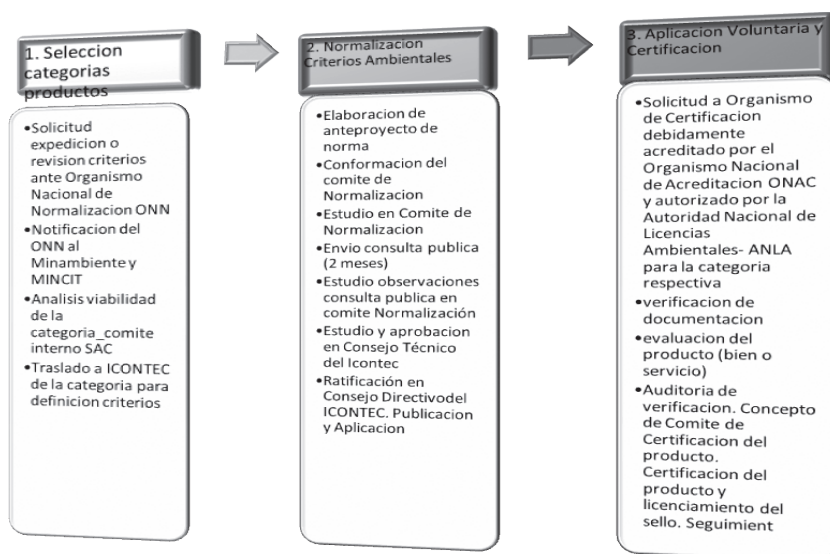 1. Seleccion
categorias
productos
•Solicitud
expedicion o
revision criterios
ante Organismo
Nacional de
Normalizacion ONN
•Notificacion del
ONN al
Minambiente y
MINCIT
•Analisis viabilidad
de la
categoria_comite
interno SAC
•Traslado a ICONTEC
de la categoria para
definicion criterios
2. Normalizacion
Criterios Ambientales
•Elaboracion de
anteproyecto de
norma
•Conformacion del
comite de
Normalizacion
•Estudio en Comite de
Normalizacion
•Envio consulta publica
(2 meses)
•Estudio observaciones
consulta publica en
comite Normalización
•Estudio y aprobacion
en Consejo Técnico
del Icontec
•Ratificación en
Consejo Directivodel
ICONTEC. Publicacion
y Aplicacion
3. Aplicacion Voluntaria y
Certificacion
•Solicitud a Organismo
de Certificacion
debidamente
acreditado por el
Organismo Nacional
de Acreditacion ONAC
y autorizado por la
Autoridad Nacional de
Licencias
Ambientales- ANLA
para la categoria
respectiva
•verificacion de
documentacion
•evaluacion del
producto (bien o
servicio)
•Auditoria de
verificacion. Concepto
de Comite de
Certificacion del
producto.
Certificacion del
producto y
licenciamiento del
sello. Seguimient